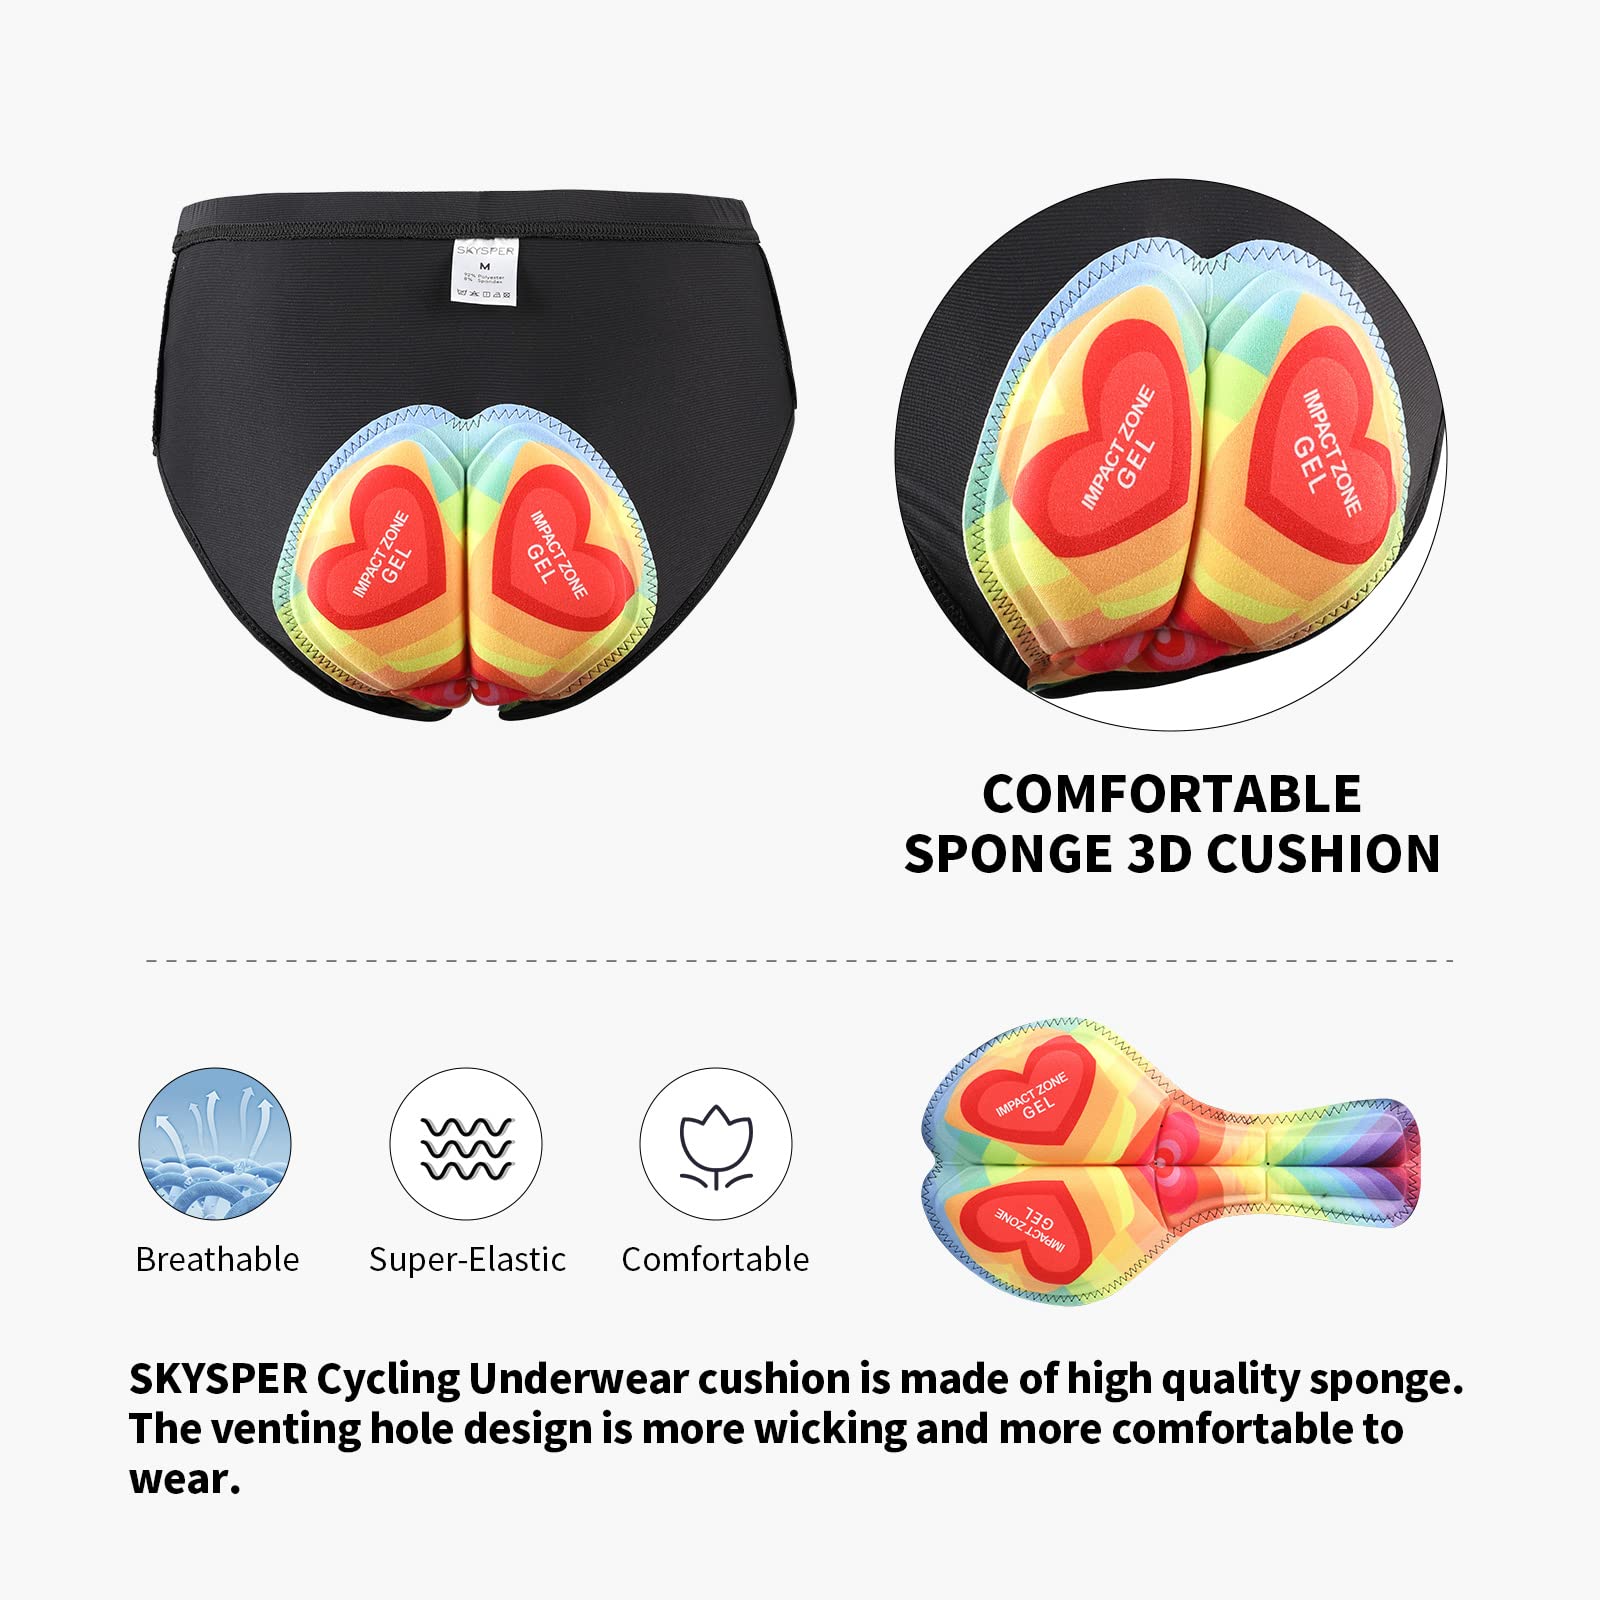 SKYSPER
M
92% Polyester
8% Spandex
IMPACT ZONE
GEL
IMPACT ZONE
GEL
IMPACT ZONE
GEL
IMPACT ZONE
GEL
COMFORTABLE
SPONGE 3D CUSHION
IMPACT ZONE
GEL
IMPACT ZONE
GEL
Breathable
Super-Elastic
Comfortable
SKYSPER Cycling Underwear cushion is made of high quality sponge.
The venting hole design is more wicking and more comfortable to
wear.